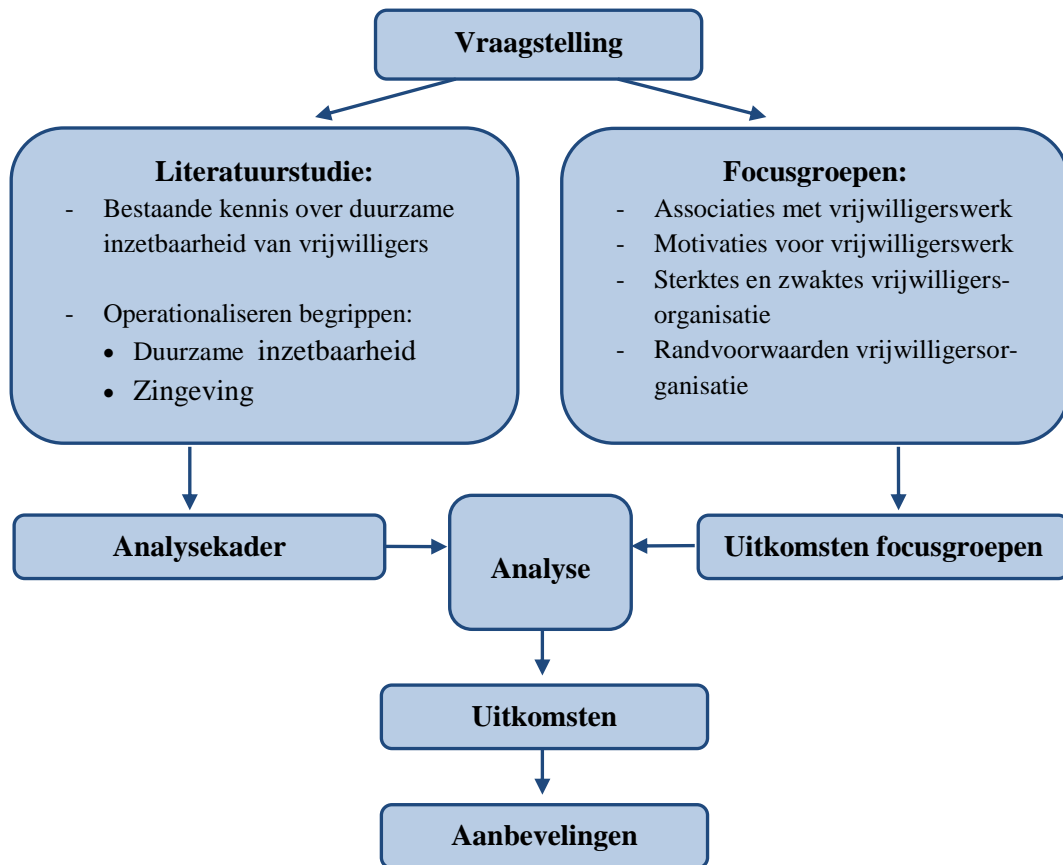 Vraagstelling
Literatuurstudie:
- Bestaande kennis over duurzame
inzetbaarheid van vrijwilligers
- Operationaliseren begrippen:
• Duurzame inzetbaarheid
• Zingeving
Focusgroepen:
- Associaties met vrijwilligerswerk
- Motivaties voor vrijwilligerswerk
- Sterktes en zwaktes vrijwilligers-
organisatie
- Randvoorwaarden vrijwilligersor-
ganisatie
Analysekader
Analyse
Uitkomsten focusgroepen
Uitkomsten
Aanbevelingen